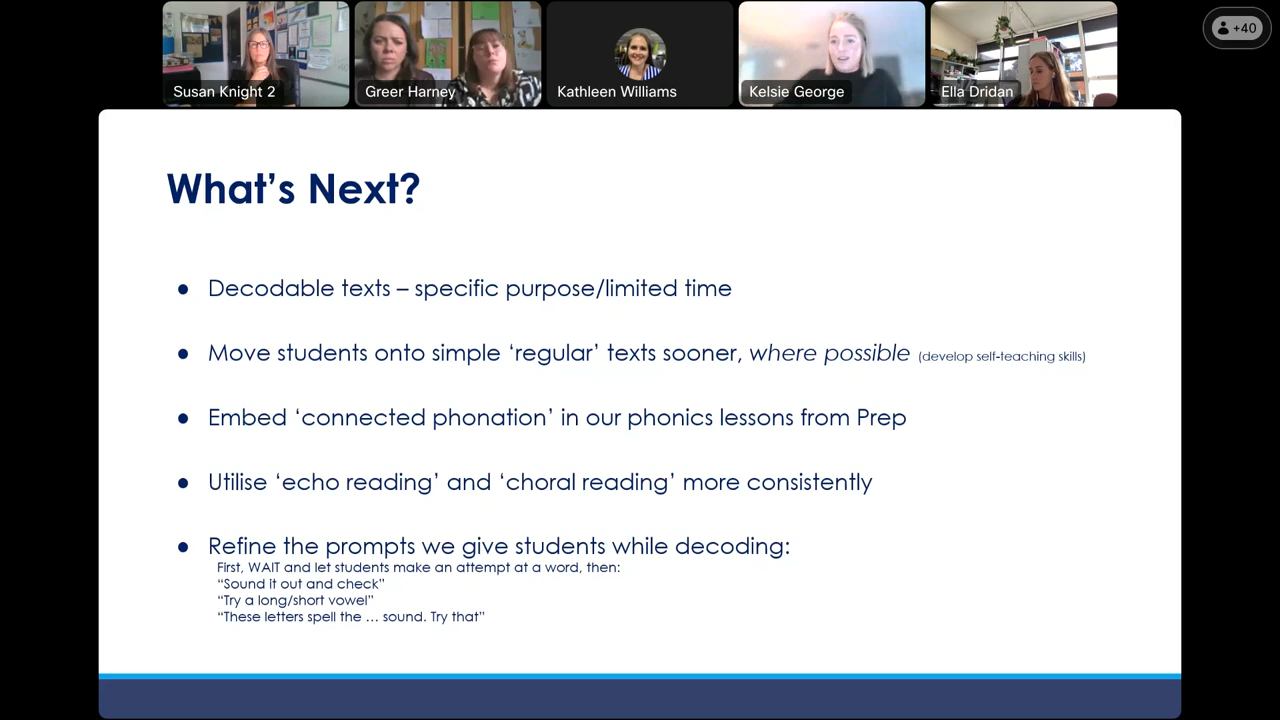 Susan Knight 2
Greer Harney
Kathleen Williams
Kelsie George
Ella Dridan
+40
What's Next?
● Decodable texts – specific purpose/limited time
● Move students onto simple ‘regular’ texts sooner, where possible (develop self-teaching skills)
● Embed ‘connected phonation’ in our phonics lessons from Prep
● Utilise ‘echo reading’ and ‘choral reading’ more consistently
● Refine the prompts we give students while decoding:
First, WAIT and let students make an attempt at a word, then:
“Sound it out and check”
“Try a long/short vowel”
“These letters spell the … sound. Try that”